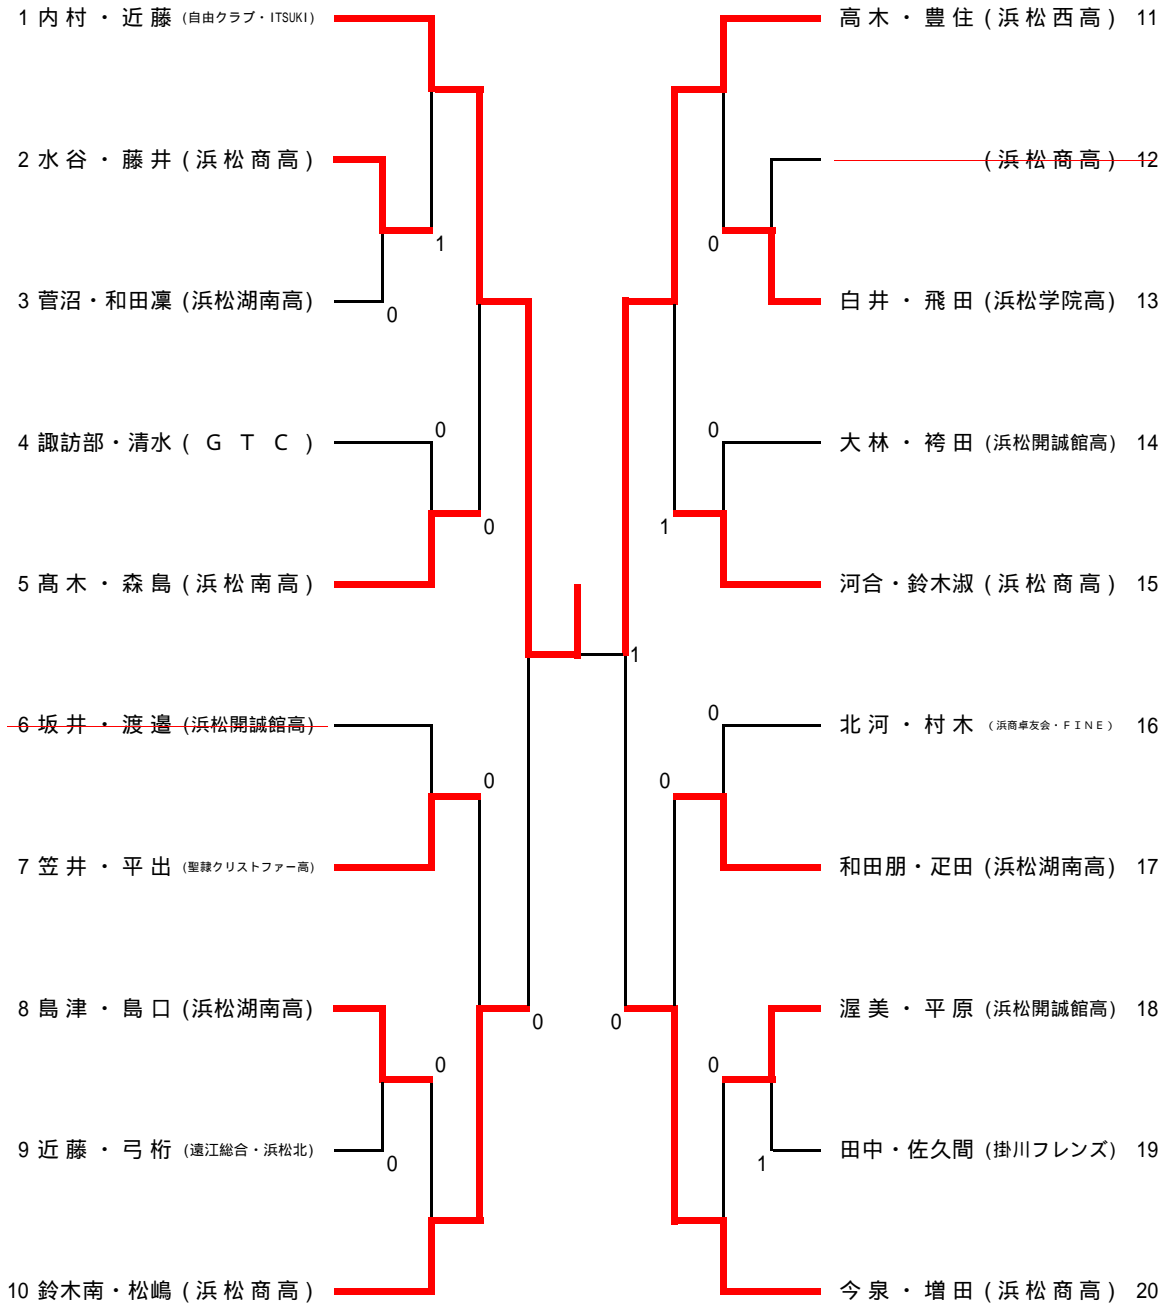 1 内村・近藤 (自由クラブ・ITSUKI)
2 水谷・藤井 (浜松商高)
1
3 菅沼・和田凜 (浜松湖南高)
0
0
4 諏訪部・清水 (ＧＴＣ)
0
5 髙木・森島 (浜松南高)
6 坂井・渡邉 (浜松開誠館高)
0
7 笠井・平出 (聖隷クリストファー高)
8 島津・島口 (浜松湖南高)
0
0
9 近藤・弓桁 (遠江総合・浜松北)
0
10 鈴木南・松嶋 (浜松商高)
高木・豊住 (浜松西高) 11
(浜松商高) 12
0
白井・飛田 (浜松学院高) 13
0
大林・袴田 (浜松開誠館高) 14
1
河合・鈴木淑 (浜松商高) 15
1
0
北河・村木 (浜商卓友会・ＦＩＮＥ) 16
0
和田朋・疋田 (浜松湖南高) 17
渥美・平原 (浜松開誠館高) 18
0
0
田中・佐久間 (掛川フレンズ) 19
1
今泉・増田 (浜松商高) 20